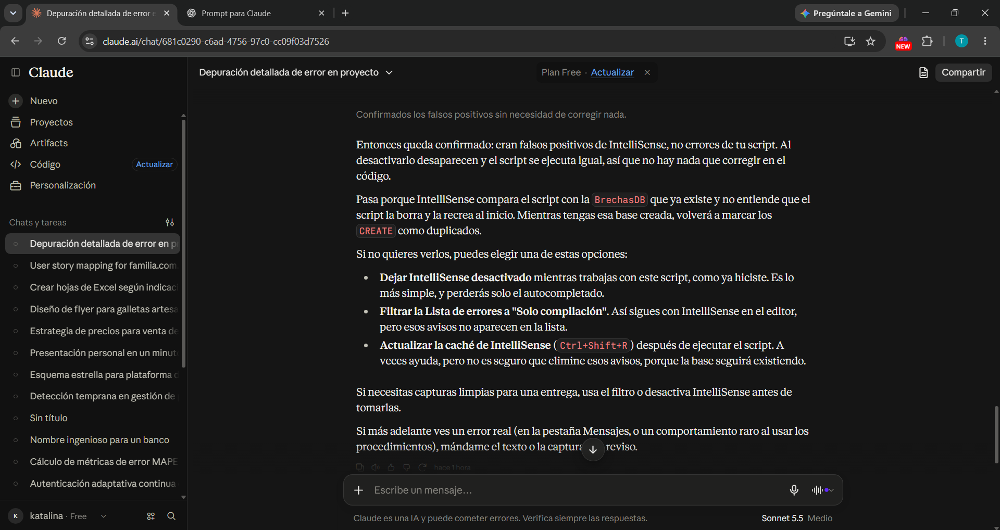 Depuración detallada de error e
Prompt para Claude
Pregúntale a Gemini
claude.ai/chat/681c0290-c6ad-4756-97c0-cc09f03d7526
NEW
T
Claude
Depuración detallada de error en proyecto
Plan Free · Actualizar
Compartir
Nuevo
Proyectos
Artifacts
Código
Actualizar
Personalización
Chats y tareas
Depuración detallada de error en p
User story mapping for familia.com
Crear hojas de Excel según indicac
Diseño de flyer para galletas artesa
Estrategia de precios para venta de
Presentación personal en un minut
Esquema estrella para plataforma d
Detección temprana en gestión de
Sin título
Nombre ingenioso para un banco
Cálculo de métricas de error MAPE
Autenticación adaptativa continua
K
katalina · Free
Confirmados los falsos positivos sin necesidad de corregir nada.
Entonces queda confirmado: eran falsos positivos de IntelliSense, no errores de tu script. Al
desactivarlo desaparecen y el script se ejecuta igual, así que no hay nada que corregir en el
código.
Pasa porque IntelliSense compara el script con la BrechasDB que ya existe y no entiende que el
script la borra y la recrea al inicio. Mientras tengas esa base creada, volverá a marcar los
CREATE como duplicados.
Si no quieres verlos, puedes elegir una de estas opciones:
• Dejar IntelliSense desactivado mientras trabajas con este script, como ya hiciste. Es lo
más simple, y perderás solo el autocompletado.
• Filtrar la Lista de errores a "Solo compilación". Así sigues con IntelliSense en el editor,
pero esos avisos no aparecen en la lista.
• Actualizar la caché de IntelliSense (Ctrl+Shift+R) después de ejecutar el script. A
veces ayuda, pero no es seguro que elimine esos avisos, porque la base seguirá existiendo.
Si necesitas capturas limpias para una entrega, usa el filtro o desactiva IntelliSense antes de
tomarlas.
Si más adelante ves un error real (en la pestaña Mensajes, o un comportamiento raro al usar los
procedimientos), mándame el texto o la captura reviso.
hace 1 hora
Escribe un mensaje...
Claude es una IA y puede cometer errores. Verifica siempre las respuestas.
Sonnet 5.5 Medio